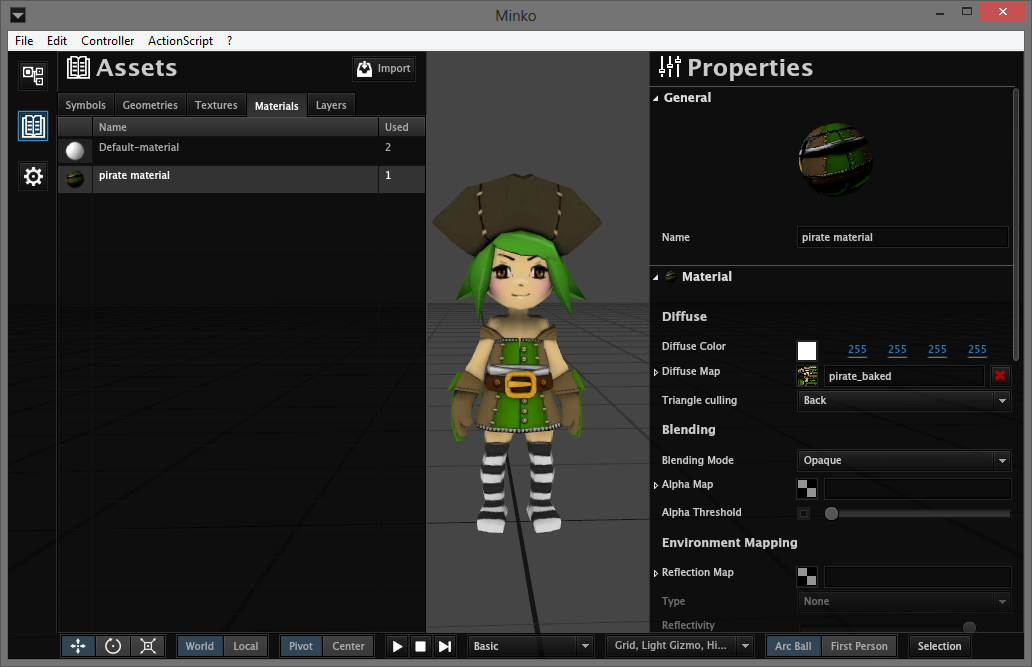 Minko
File Edit Controller ActionScript ?
Assets
Import
Symbols Geometries Textures Materials Layers
Name Used
Default-material 2
pirate material 1
Properties
General
Name pirate material
Material
Diffuse
Diffuse Color 255 255 255 255
Diffuse Map pirate_baked
Triangle culling Back
Blending
Blending Mode Opaque
Alpha Map
Alpha Threshold
Environment Mapping
Reflection Map
Type None
Reflectivity
World Local Pivot Center Basic Grid, Light Gizmo, Hi... Arc Ball First Person Selection